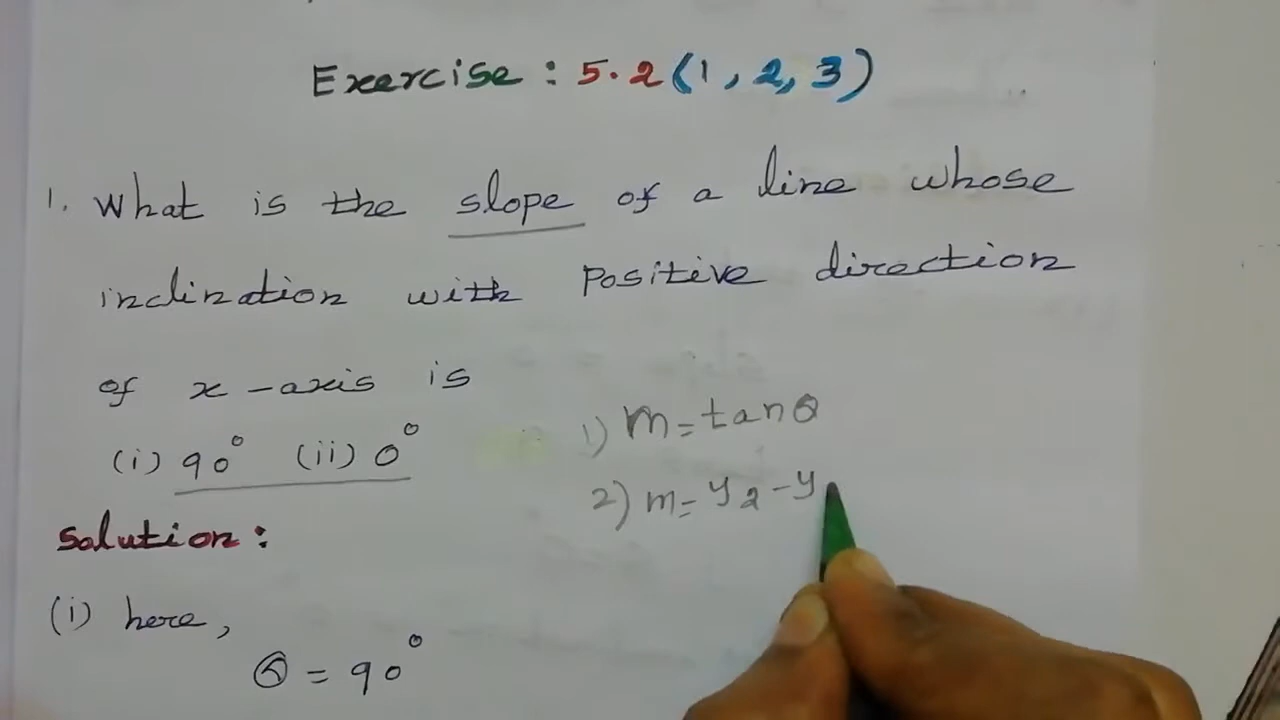 Exercise : 5.2 (1, 2, 3)
1. What is the slope of a line whose
inclination with Positive direction
of x-axis is
(i) 90° (ii) 0°
1) m = tanθ
2) m = y₂ - y
Solution :
(i) here,
θ = 90°